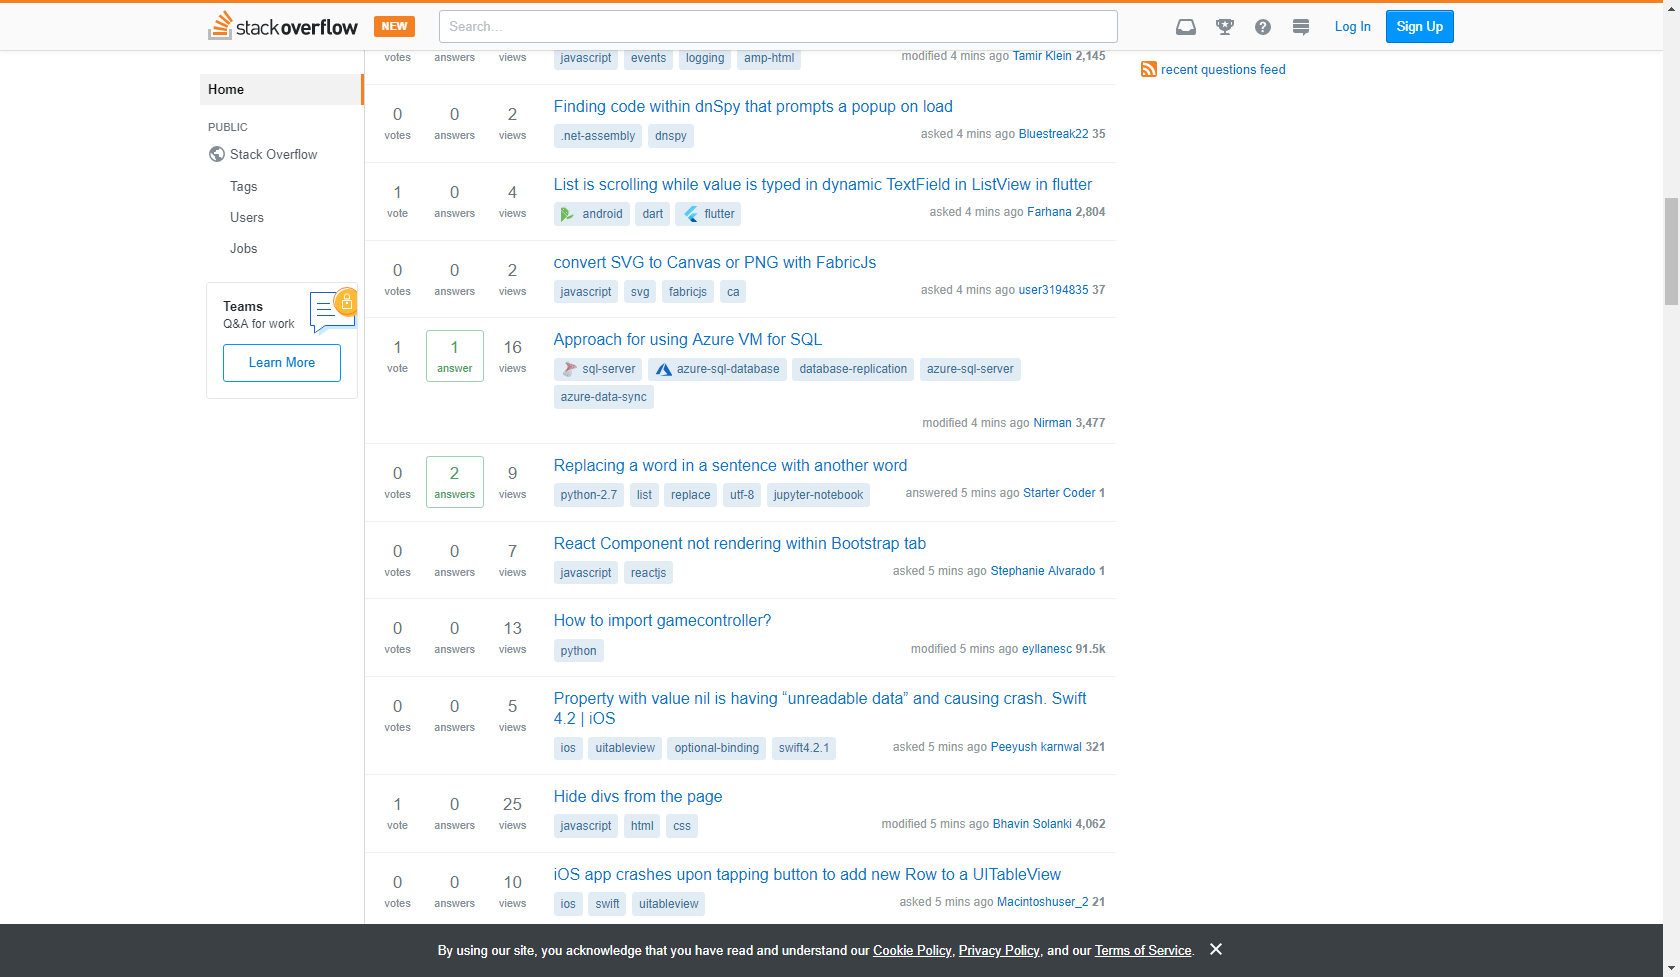 stackoverflow NEW Search... Log In Sign Up
votes answers views javascript events logging amp-html modified 4 mins ago Tamir Klein 2,145
recent questions feed
Home
PUBLIC
Stack Overflow
Tags
Users
Jobs
Teams
Q&A for work
Learn More
0 votes 0 answers 2 views
Finding code within dnSpy that prompts a popup on load
.net-assembly dnspy
asked 4 mins ago Bluestreak22 35
1 vote 0 answers 4 views
List is scrolling while value is typed in dynamic TextField in ListView in flutter
android dart flutter
asked 4 mins ago Farhana 2,804
0 votes 0 answers 2 views
convert SVG to Canvas or PNG with FabricJs
javascript svg fabricjs ca
asked 4 mins ago user3194835 37
1 vote 1 answer 16 views
Approach for using Azure VM for SQL
sql-server azure-sql-database database-replication azure-sql-server
azure-data-sync
modified 4 mins ago Nirman 3,477
0 votes 2 answers 9 views
Replacing a word in a sentence with another word
python-2.7 list replace utf-8 jupyter-notebook
answered 5 mins ago Starter Coder 1
0 votes 0 answers 7 views
React Component not rendering within Bootstrap tab
javascript reactjs
asked 5 mins ago Stephanie Alvarado 1
0 votes 0 answers 13 views
How to import gamecontroller?
python
modified 5 mins ago eyllanesc 91.5k
0 votes 0 answers 5 views
Property with value nil is having “unreadable data” and causing crash. Swift
4.2 | iOS
ios uitableview optional-binding swift4.2.1
asked 5 mins ago Peeyush karnwal 321
1 vote 0 answers 25 views
Hide divs from the page
javascript html css
modified 5 mins ago Bhavin Solanki 4,062
0 votes 0 answers 10 views
iOS app crashes upon tapping button to add new Row to a UITableView
ios swift uitableview
asked 5 mins ago Macintoshuser_2 21
By using our site, you acknowledge that you have read and understand our Cookie Policy, Privacy Policy, and our Terms of Service.